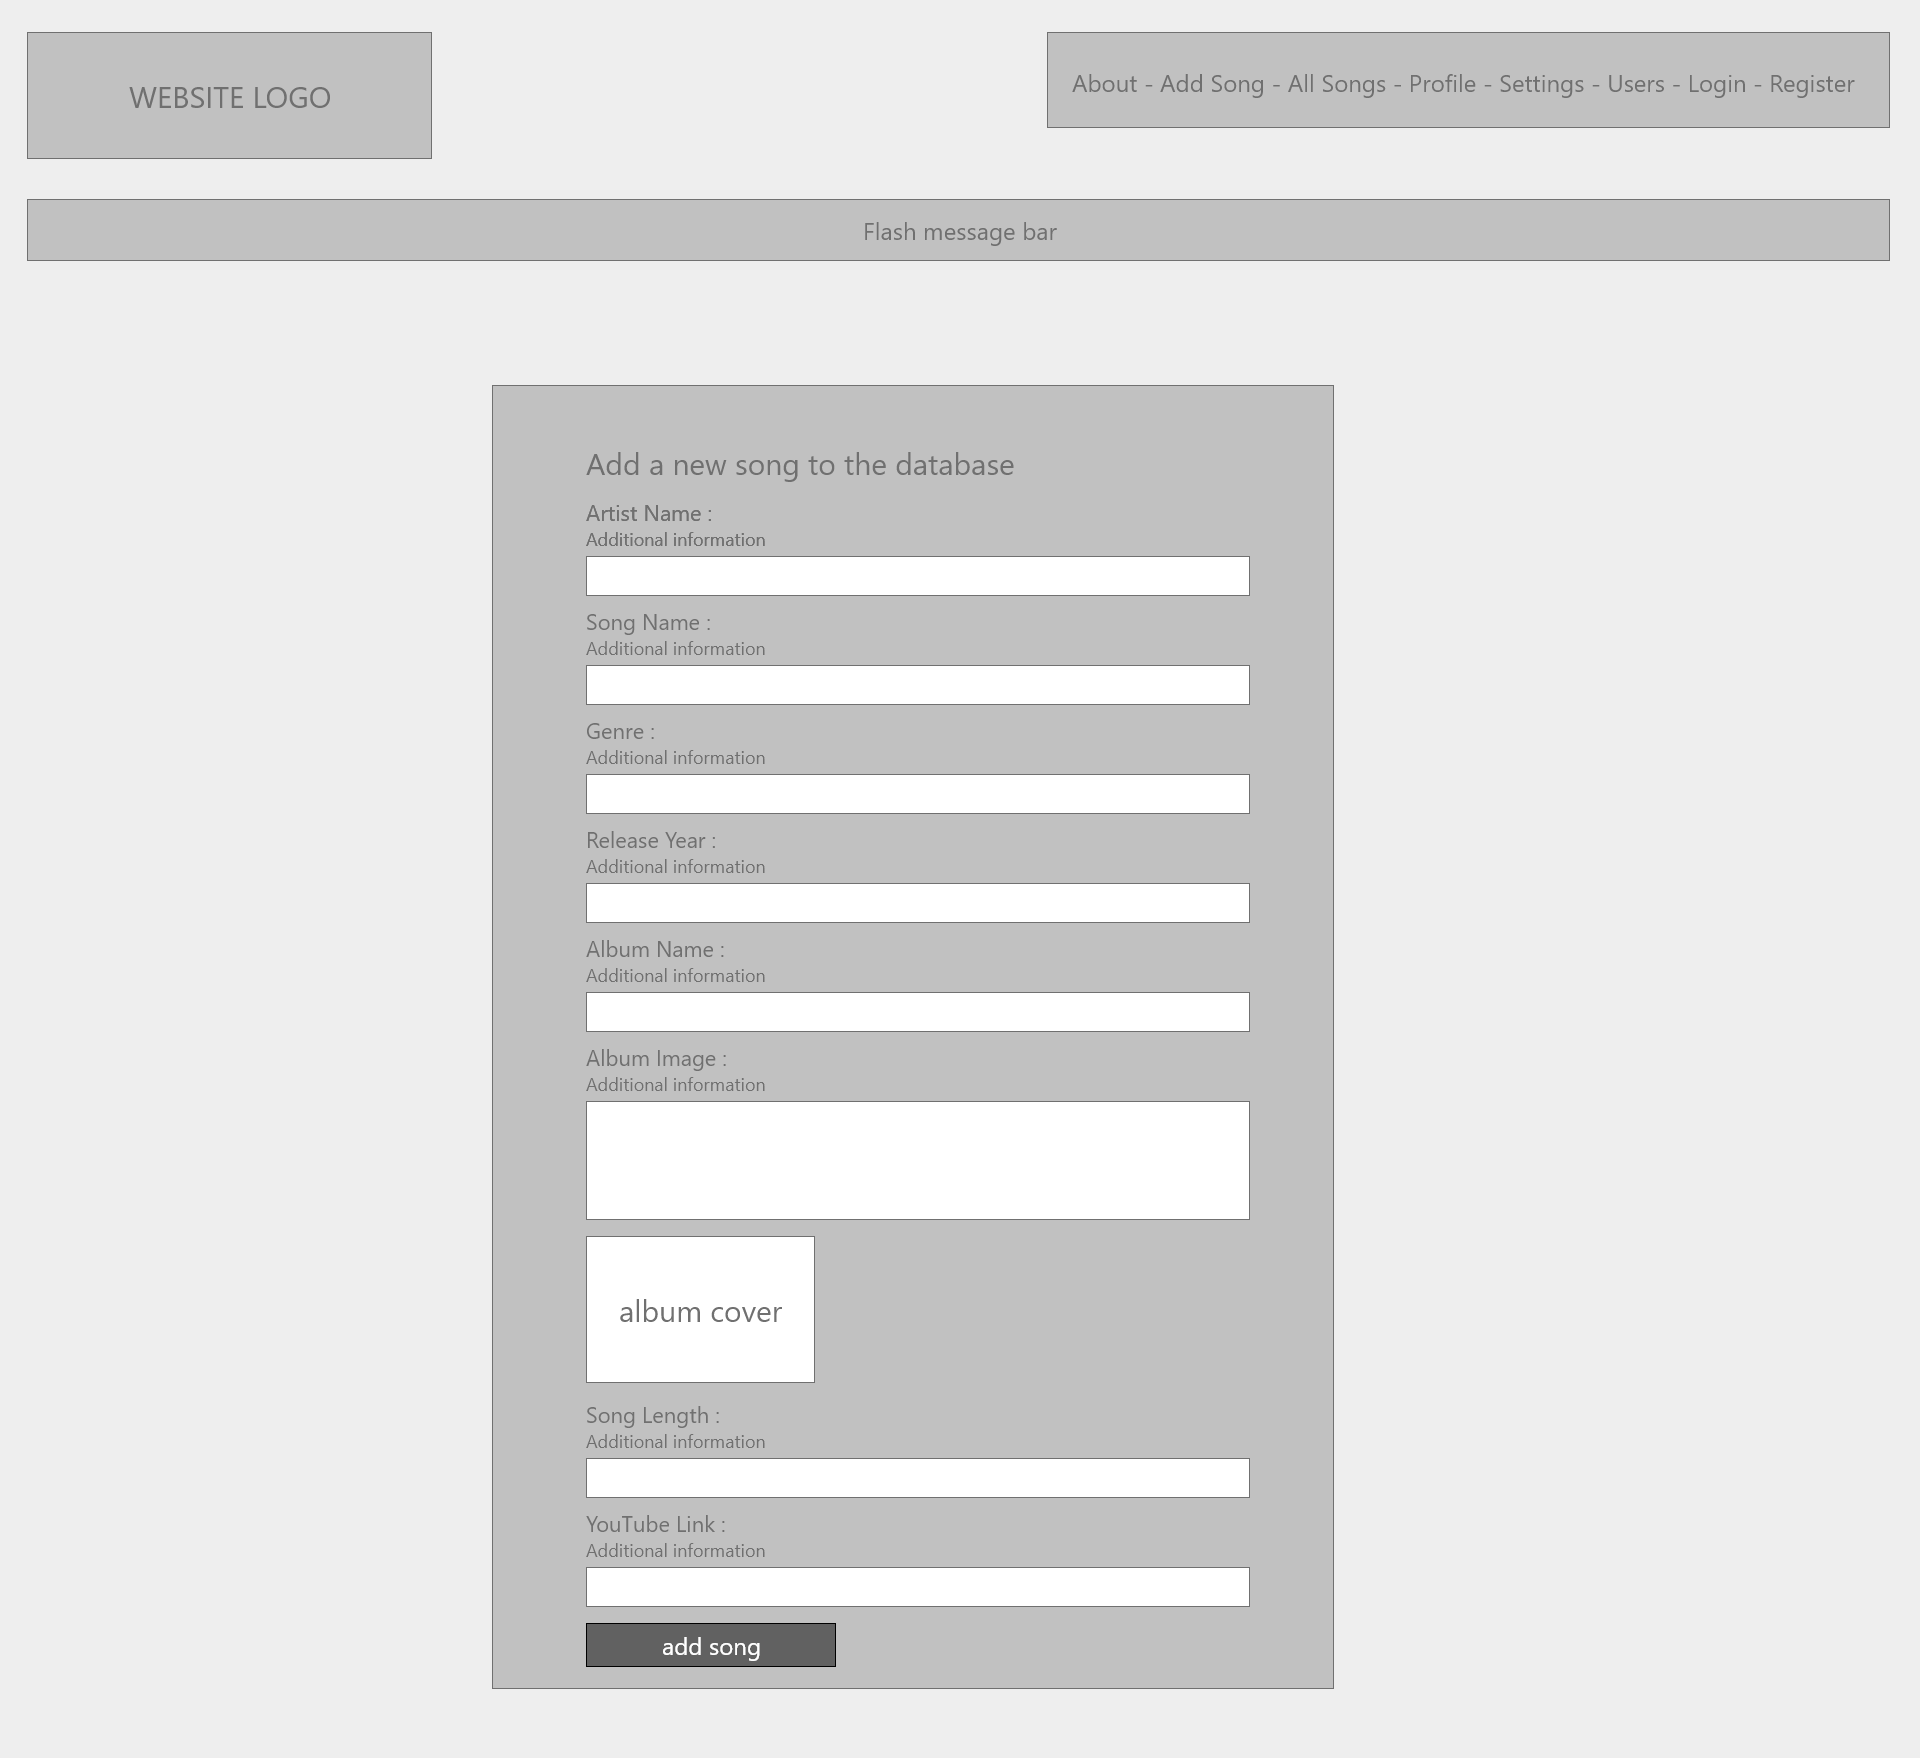 WEBSITE LOGO
About - Add Song - All Songs - Profile - Settings - Users - Login - Register
Flash message bar
Add a new song to the database
Artist Name :
Additional information
Song Name :
Additional information
Genre :
Additional information
Release Year :
Additional information
Album Name :
Additional information
Album Image :
Additional information
album cover
Song Length :
Additional information
YouTube Link :
Additional information
add song